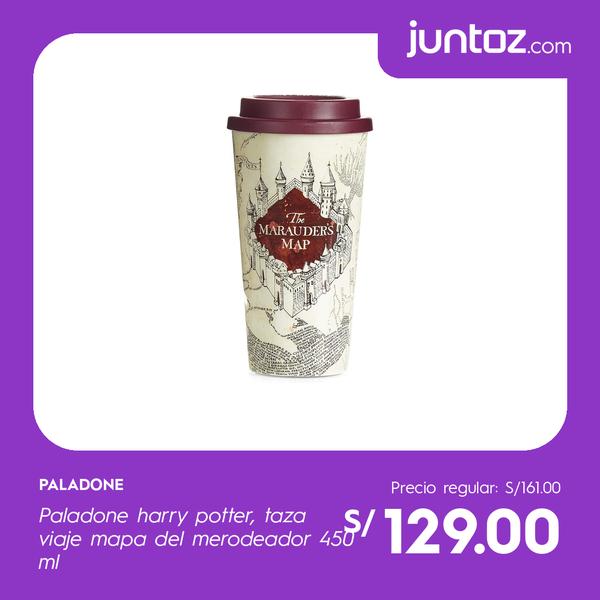 juntoz.com
The
MARAUDER'S
MAP
PALADONE
Paladone harry potter, taza
viaje mapa del merodeador 450
ml
Precio regular: S/161.00
S/ 129.00